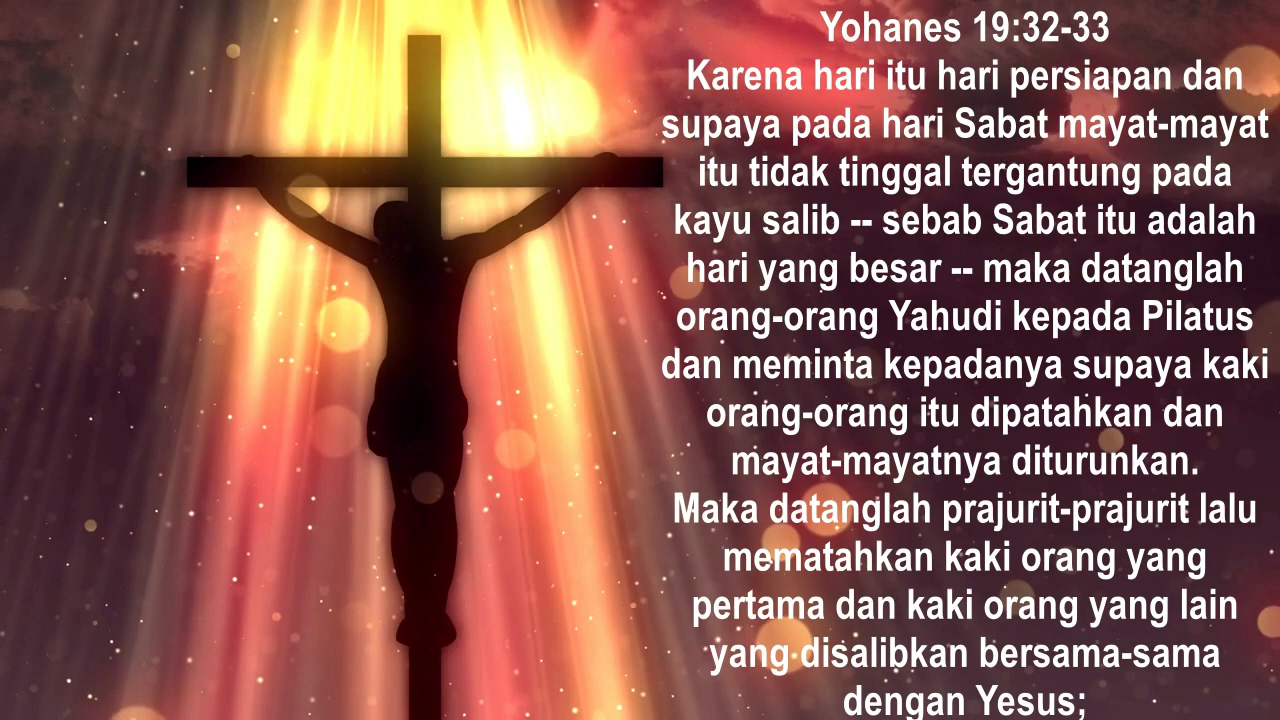 Yohanes 19:32-33
Karena hari itu hari persiapan dan
supaya pada hari Sabat mayat-mayat
itu tidak tinggal tergantung pada
kayu salib -- sebab Sabat itu adalah
hari yang besar -- maka datanglah
orang-orang Yahudi kepada Pilatus
dan meminta kepadanya supaya kaki
orang-orang itu dipatahkan dan
mayat-mayatnya diturunkan.
Maka datanglah prajurit-prajurit lalu
mematahkan kaki orang yang
pertama dan kaki orang yang lain
yang disalibkan bersama-sama
dengan Yesus;